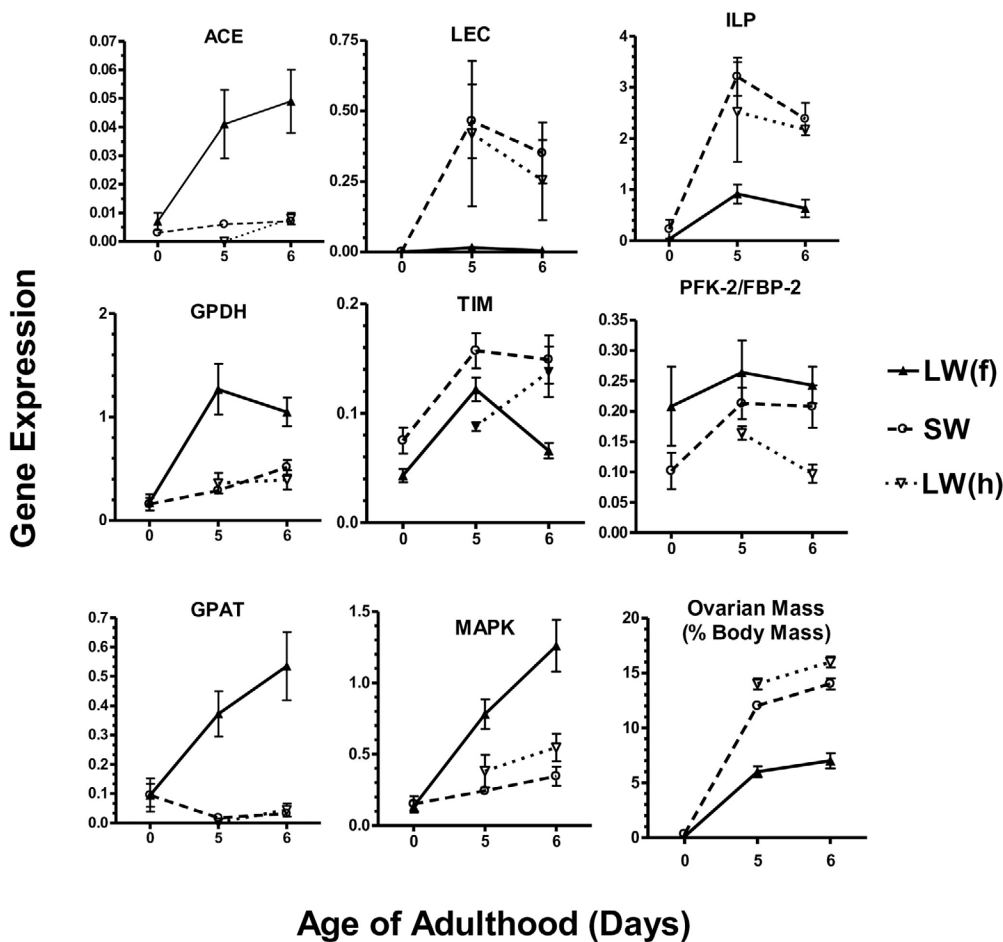 ACE
0.07
0.06
0.05
0.04
0.03
0.02
0.01
0.00
0 5 6
LEC
0.75
0.50
0.25
0.00
0 5 6
ILP
4
3
2
1
0
0 5 6
GPDH
2
1
0
0 5 6
TIM
0.2
0.1
0.0
0 5 6
PFK-2/FBP-2
0.35
0.30
0.25
0.20
0.15
0.10
0.05
0.00
0 5 6
LW(f)
SW
LW(h)
Gene Expression
GPAT
0.7
0.6
0.5
0.4
0.3
0.2
0.1
0.0
0 5 6
MAPK
1.5
1.0
0.5
0.0
0 5 6
Ovarian Mass
(% Body Mass)
20
15
10
5
0
0 5 6
Age of Adulthood (Days)